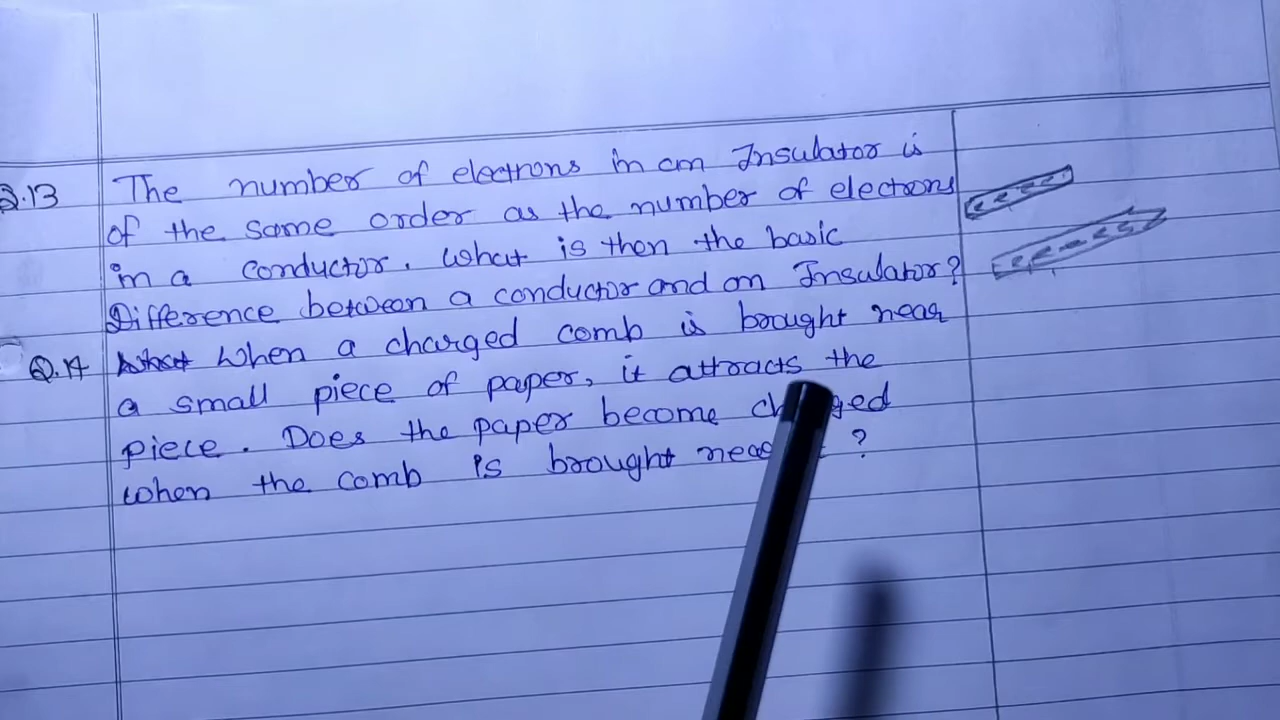 Q.13 The number of electrons in an Insulator is
of the same order as the number of electrons
in a conductor. What is then the basic
Difference between a conductor and an Insulator?
Q.14 When a charged comb is brought near
a small piece of paper, it attracts the
piece. Does the paper become charged
when the comb is brought near ?